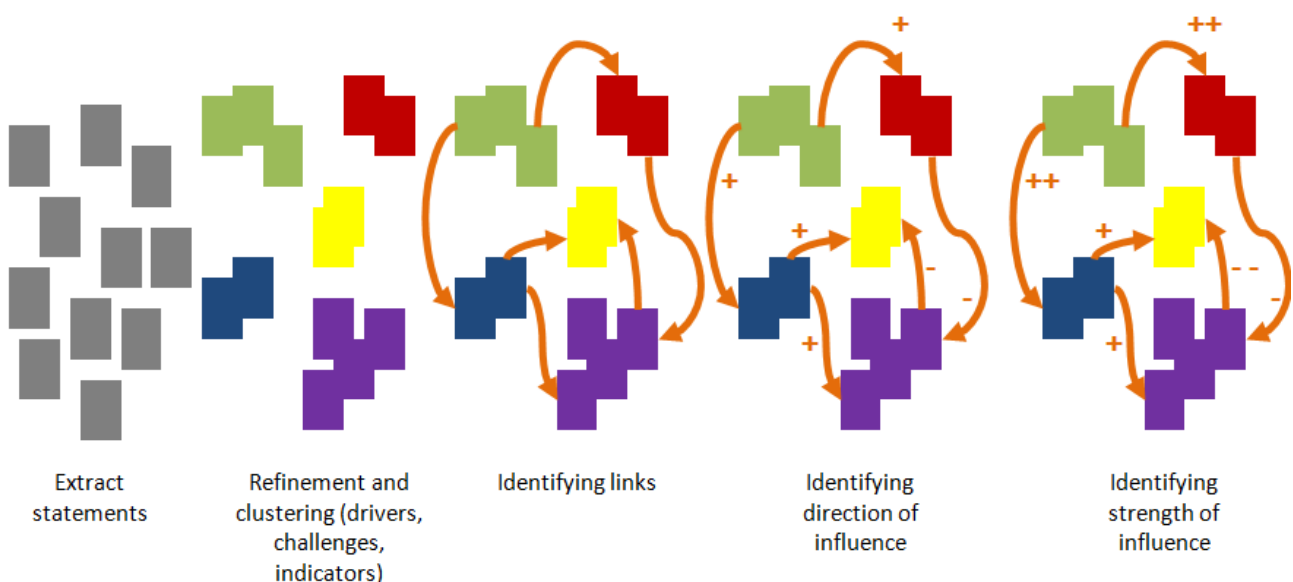 +
++
+
++
+
+
-
- -
-
-
+
+
Extract
statements
Refinement and
clustering (drivers,
challenges,
indicators)
Identifying links
Identifying
direction of
influence
Identifying
strength of
influence